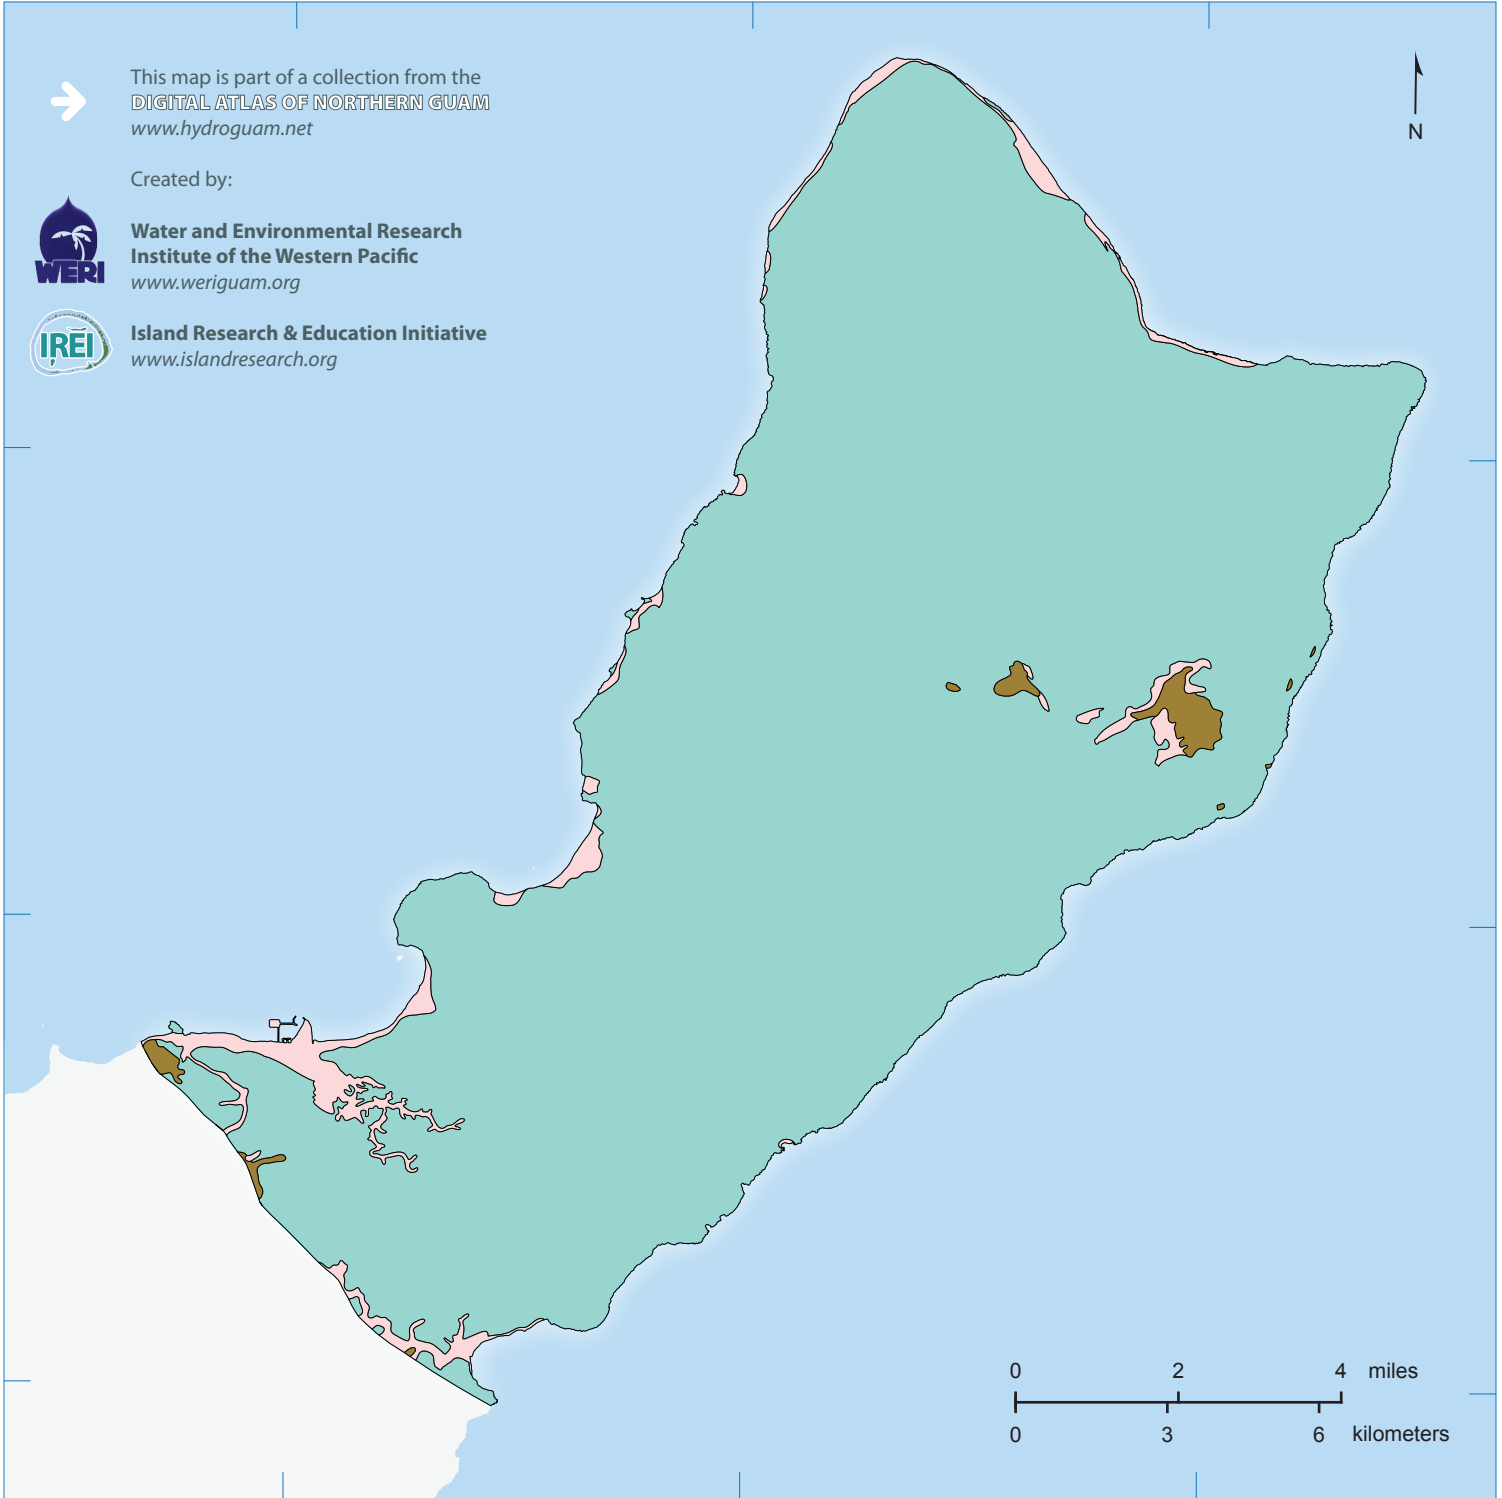 This map is part of a collection from the
DIGITAL ATLAS OF NORTHERN GUAM
www.hydroguam.net
Created by:
WERI
Water and Environmental Research
Institute of the Western Pacific
www.weriguam.org
IREI
Island Research & Education Initiative
www.islandresearch.org
N
0 2 4 miles
0 3 6 kilometers